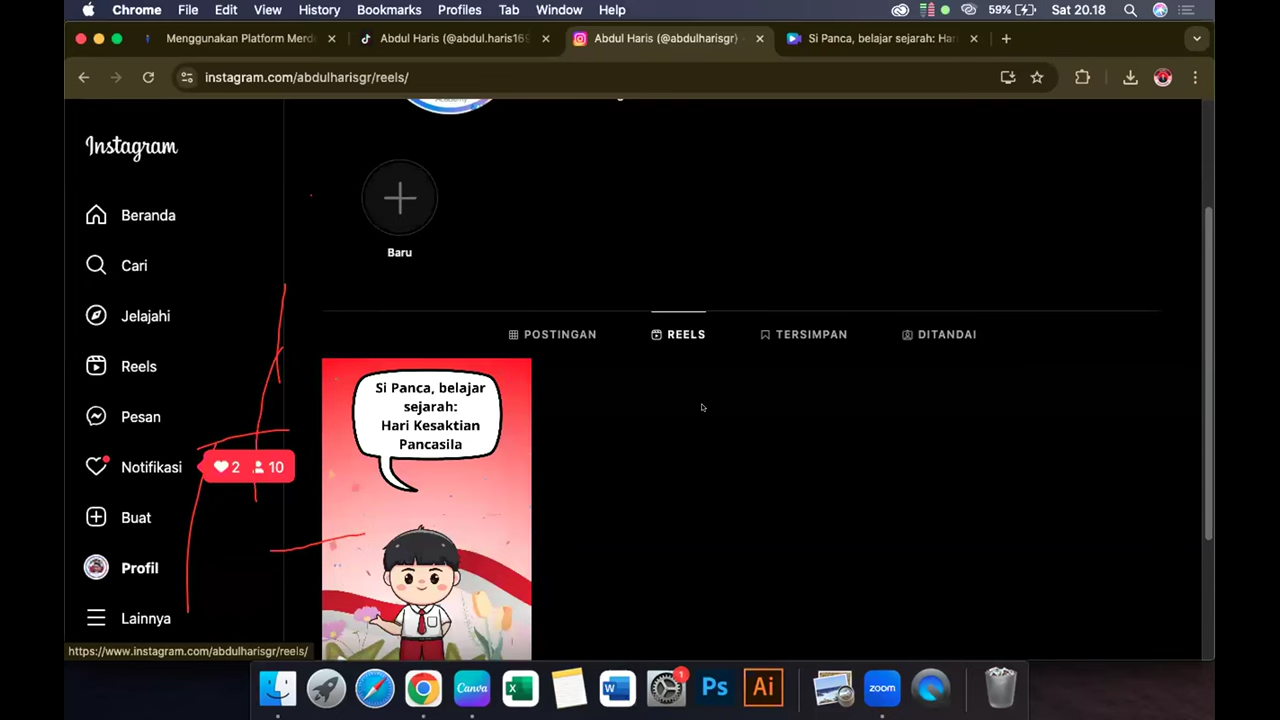 Chrome File Edit View History Bookmarks Profiles Tab Window Help 59% Sat 20.18
Menggunakan Platform Merd
Abdul Haris (@abdul.haris169
Abdul Haris (@abdulharisgr)
Si Panca, belajar sejarah: Har
instagram.com/abdulharisgr/reels/
Instagram
Beranda
Cari
Jelajahi
Reels
Pesan
Notifikasi 2 10
Buat
Profil
Lainnya
https://www.instagram.com/abdulharisgr/reels/
Academy
Baru
POSTINGAN REELS TERSIMPAN DITANDAI
Si Panca, belajar
sejarah:
Hari Kesaktian
Pancasila
Canva
X
W
1
Ps
Ai
zoom